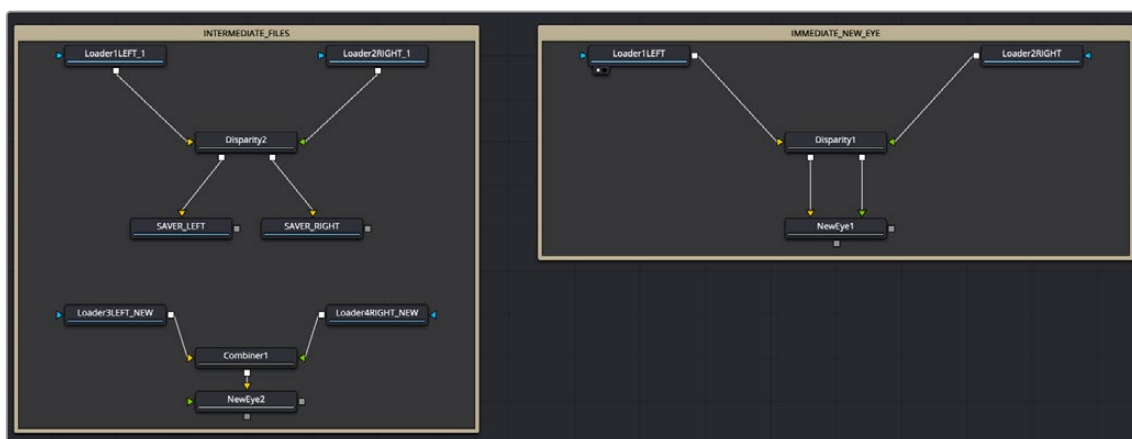 INTERMEDIATE_FILES
Loader1LEFT_1
Loader2RIGHT_1
Disparity2
SAVER_LEFT
SAVER_RIGHT
Loader3LEFT_NEW
Loader4RIGHT_NEW
Combiner1
NewEye2
IMMEDIATE_NEW_EYE
Loader1LEFT
Loader2RIGHT
Disparity1
NewEye1